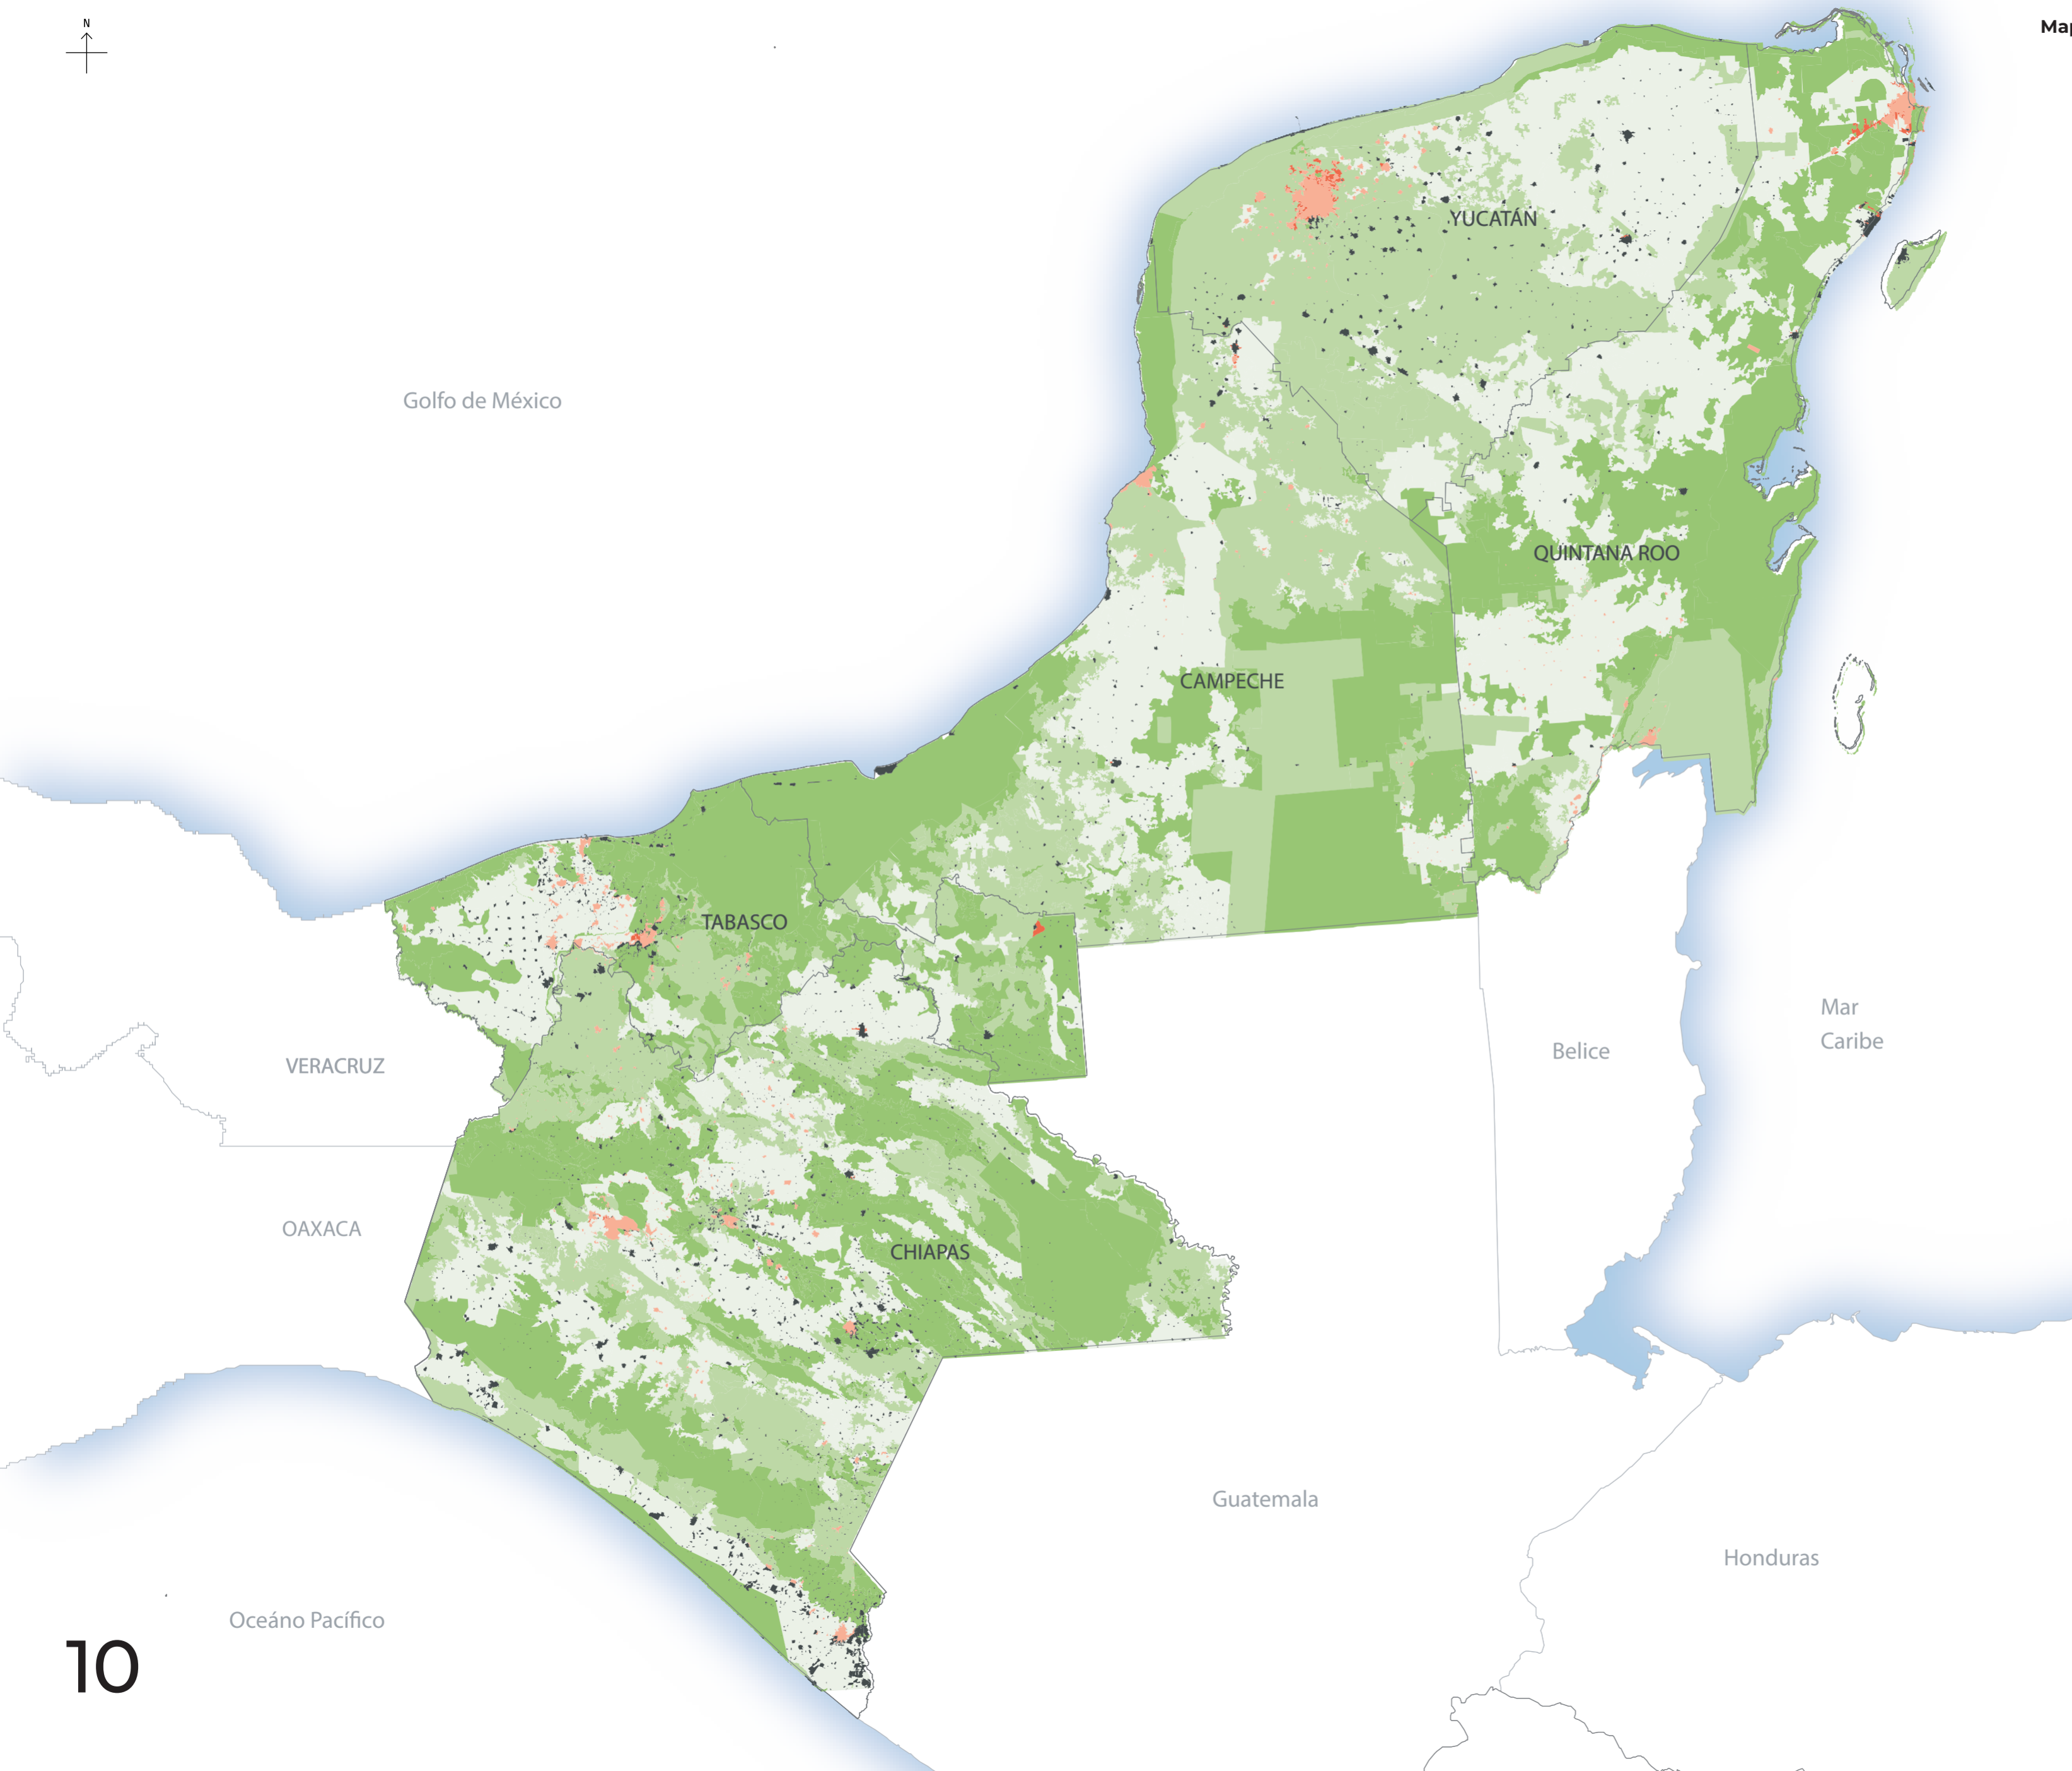 N
Map
YUCATÁN
Golfo de México
QUINTANA ROO
CAMPECHE
TABASCO
Mar
Caribe
Belice
VERACRUZ
OAXACA
CHIAPAS
Guatemala
Honduras
Oceáno Pacífico
10